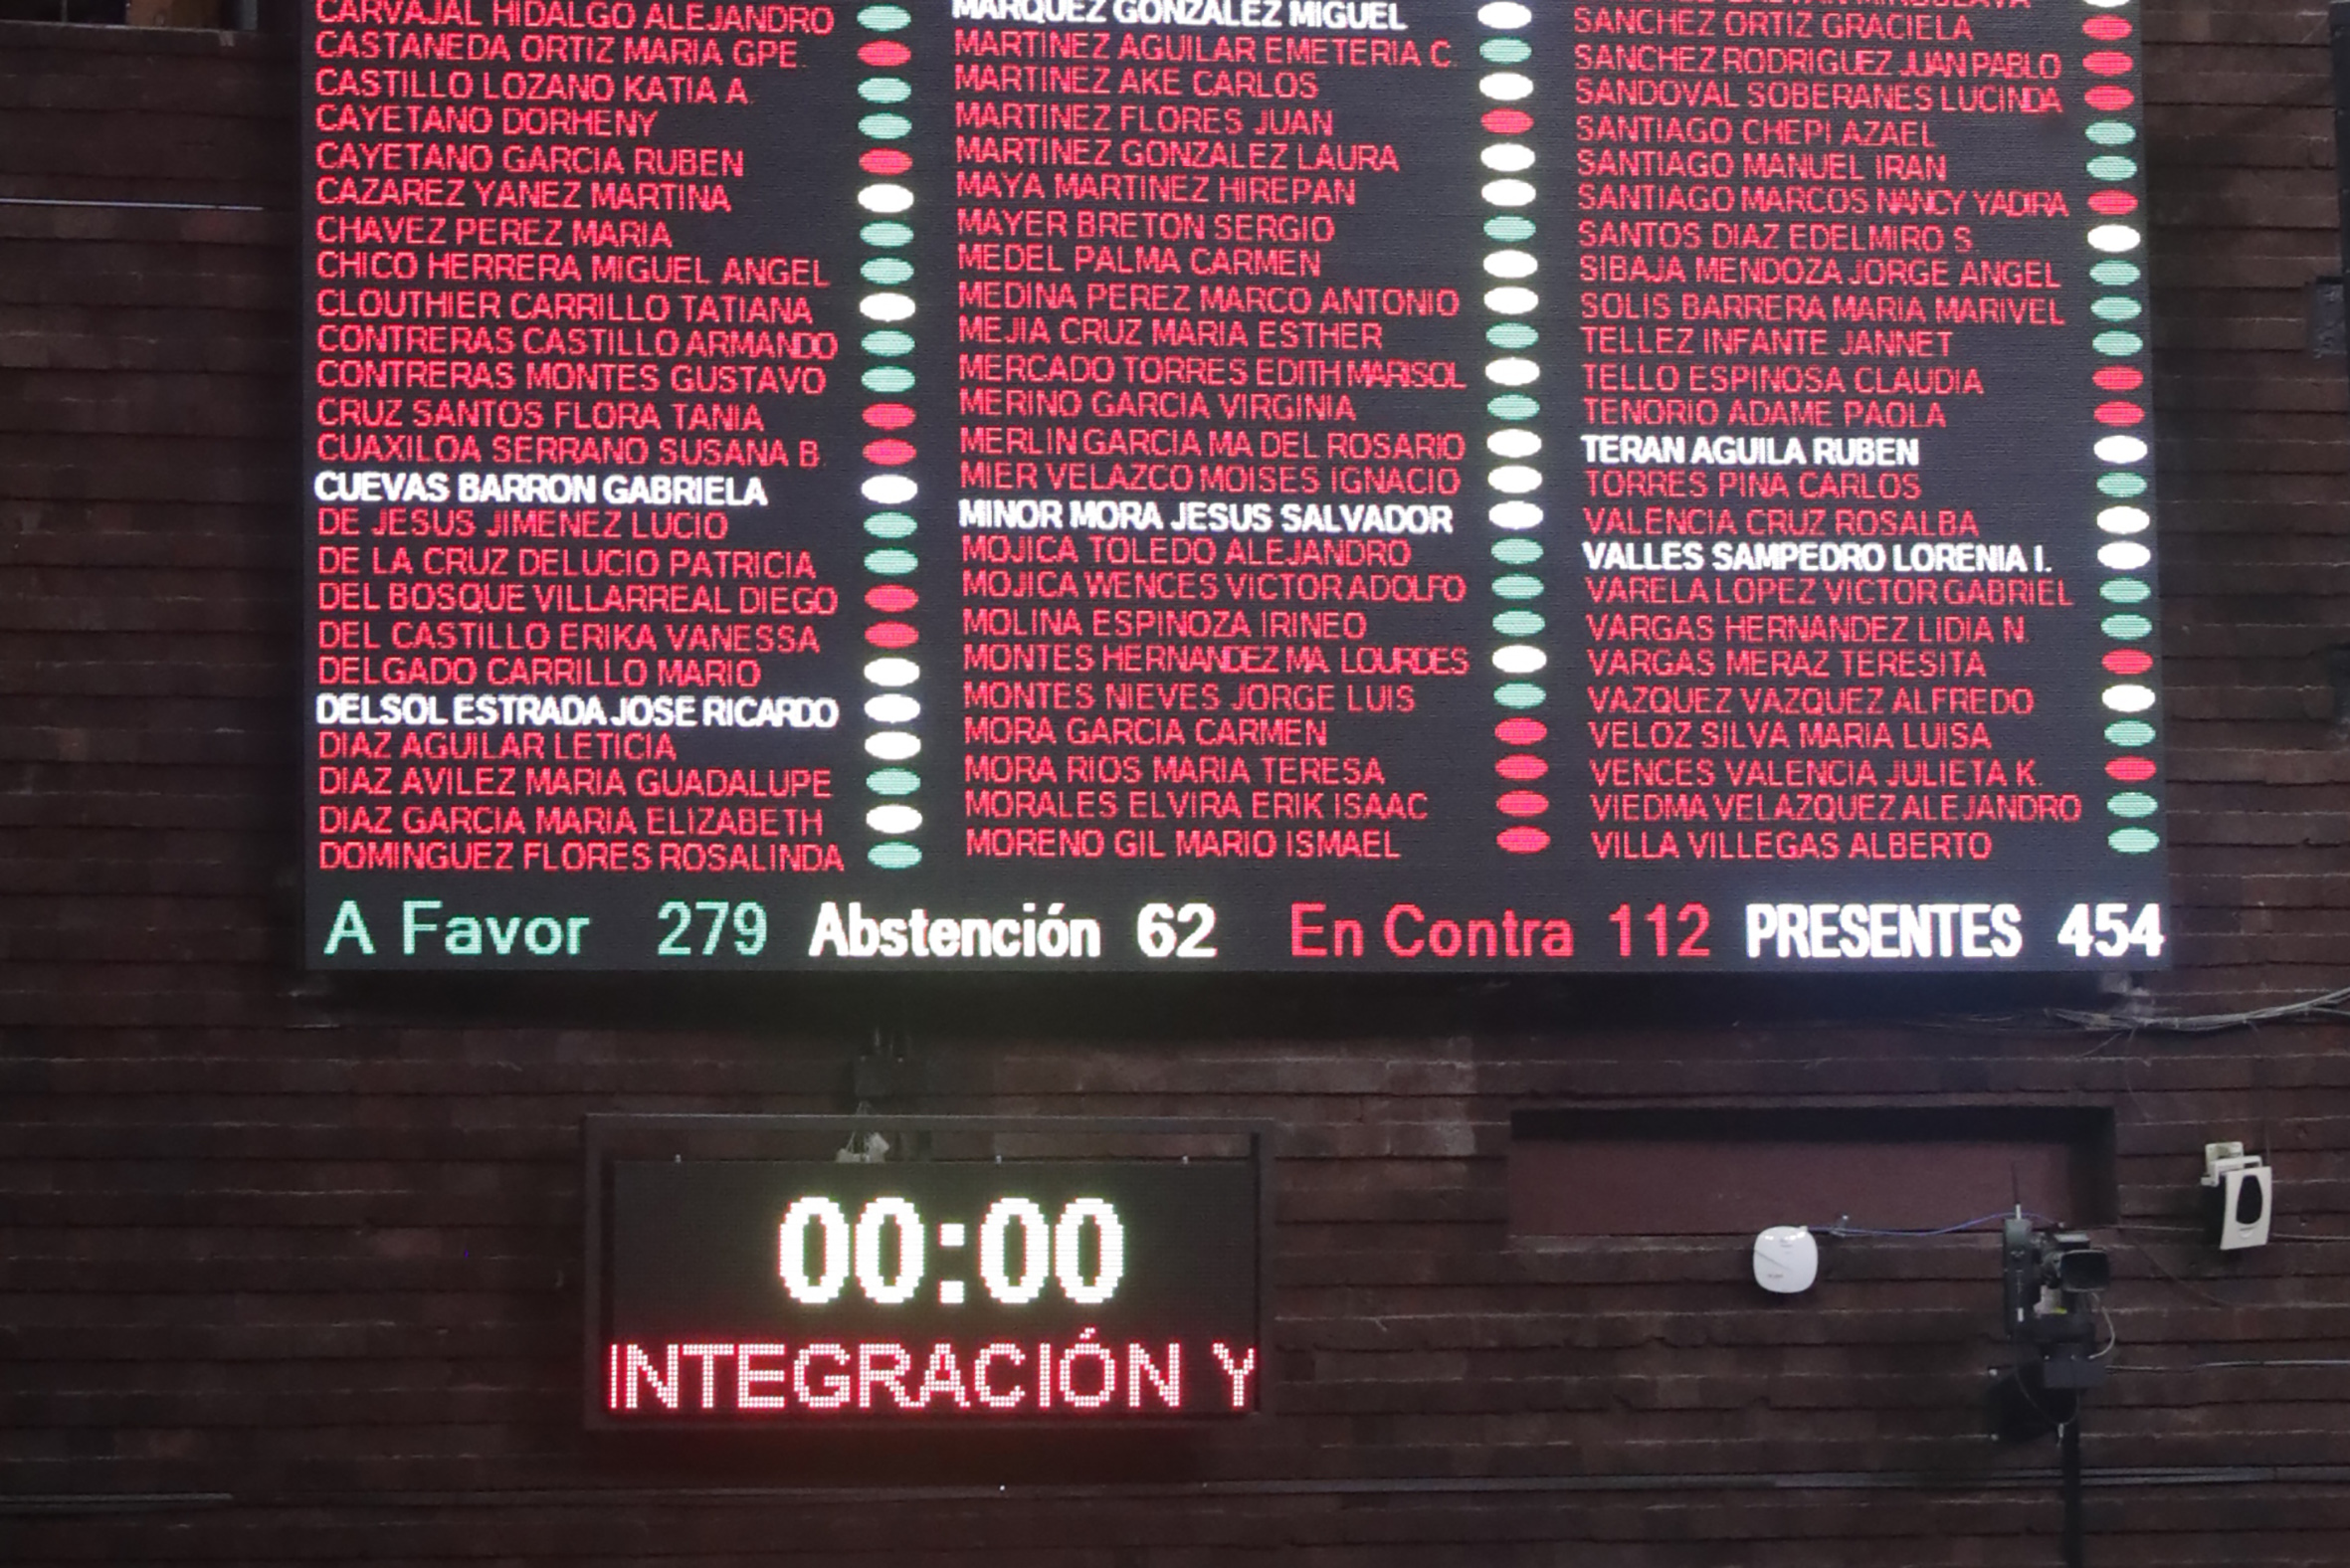 CARVAJAL HIDALGO ALEJANDRO
CASTANEDA ORTIZ MARIA GPE.
CASTILLO LOZANO KATIA A.
CAYETANO DORHENY
CAYETANO GARCIA RUBEN
CAZAREZ YANEZ MARTINA
CHAVEZ PEREZ MARIA
CHICO HERRERA MIGUEL ANGEL
CLOUTHIER CARRILLO TATIANA
CONTRERAS CASTILLO ARMANDO
CONTRERAS MONTES GUSTAVO
CRUZ SANTOS FLORA TANIA
CUAXILOA SERRANO SUSANA B.
CUEVAS BARRON GABRIELA
DE JESUS JIMENEZ LUCIO
DE LA CRUZ DELUCIO PATRICIA
DEL BOSQUE VILLARREAL DIEGO
DEL CASTILLO ERIKA VANESSA
DELGADO CARRILLO MARIO
DELSOL ESTRADA JOSE RICARDO
DIAZ AGUILAR LETICIA
DIAZ AVILEZ MARIA GUADALUPE
DIAZ GARCIA MARIA ELIZABETH
DOMINGUEZ FLORES ROSALINDA
MARQUEZ GONZALEZ MIGUEL
MARTINEZ AGUILAR EMETERIA C.
MARTINEZ AKE CARLOS
MARTINEZ FLORES JUAN
MARTINEZ GONZALEZ LAURA
MAYA MARTINEZ HIREPAN
MAYER BRETON SERGIO
MEDEL PALMA CARMEN
MEDINA PEREZ MARCO ANTONIO
MEJIA CRUZ MARIA ESTHER
MERCADO TORRES EDITH MARISOL
MERINO GARCIA VIRGINIA
MERLIN GARCIA MA DEL ROSARIO
MIER VELAZCO MOISES IGNACIO
MINOR MORA JESUS SALVADOR
MOJICA TOLEDO ALEJANDRO
MOJICA WENCES VICTOR ADOLFO
MOLINA ESPINOZA IRINEO
MONTES HERNANDEZ MA. LOURDES
MONTES NIEVES JORGE LUIS
MORA GARCIA CARMEN
MORA RIOS MARIA TERESA
MORALES ELVIRA ERIK ISAAC
MORENO GIL MARIO ISMAEL
SANCHEZ ORTIZ GRACIELA
SANCHEZ RODRIGUEZ JUAN PABLO
SANDOVAL SOBERANES LUCINDA
SANTIAGO CHEPI AZAEL
SANTIAGO MANUEL IRAN
SANTIAGO MARCOS NANCY YADIRA
SANTOS DIAZ EDELMIRO S.
SIBAJA MENDOZA JORGE ANGEL
SOLIS BARRERA MARIA MARIVEL
TELLEZ INFANTE JANNET
TELLO ESPINOSA CLAUDIA
TENORIO ADAME PAOLA
TERAN AGUILA RUBEN
TORRES PINA CARLOS
VALENCIA CRUZ ROSALBA
VALLES SAMPEDRO LORENIA I.
VARELA LOPEZ VICTOR GABRIEL
VARGAS HERNANDEZ LIDIA N.
VARGAS MERAZ TERESITA
VAZQUEZ VAZQUEZ ALFREDO
VELOZ SILVA MARIA LUISA
VENCES VALENCIA JULIETA K.
VIEDMA VELAZQUEZ ALEJANDRO
VILLA VILLEGAS ALBERTO
A Favor 279 Abstención 62 En Contra 112 PRESENTES 454
00:00
INTEGRACIÓN Y